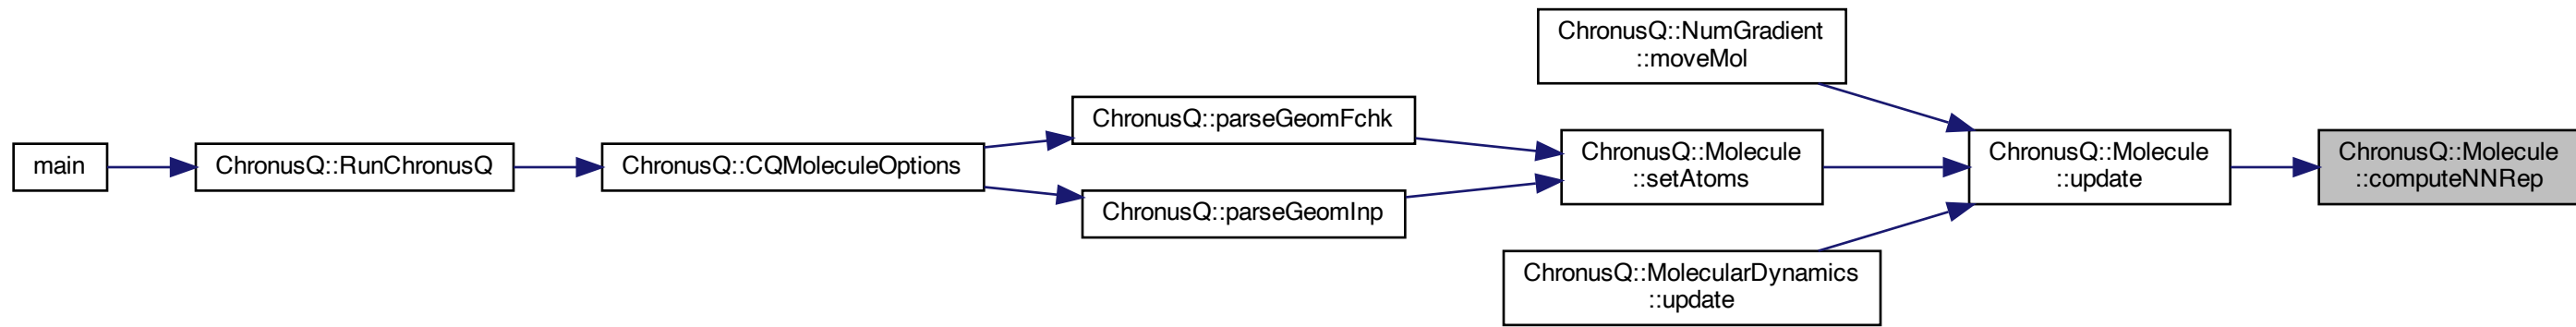 main
ChronusQ::RunChronusQ
ChronusQ::CQMoleculeOptions
ChronusQ::parseGeomFchk
ChronusQ::parseGeomInp
ChronusQ::NumGradient
::moveMol
ChronusQ::Molecule
::setAtoms
ChronusQ::MolecularDynamics
::update
ChronusQ::Molecule
::update
ChronusQ::Molecule
::computeNNRep